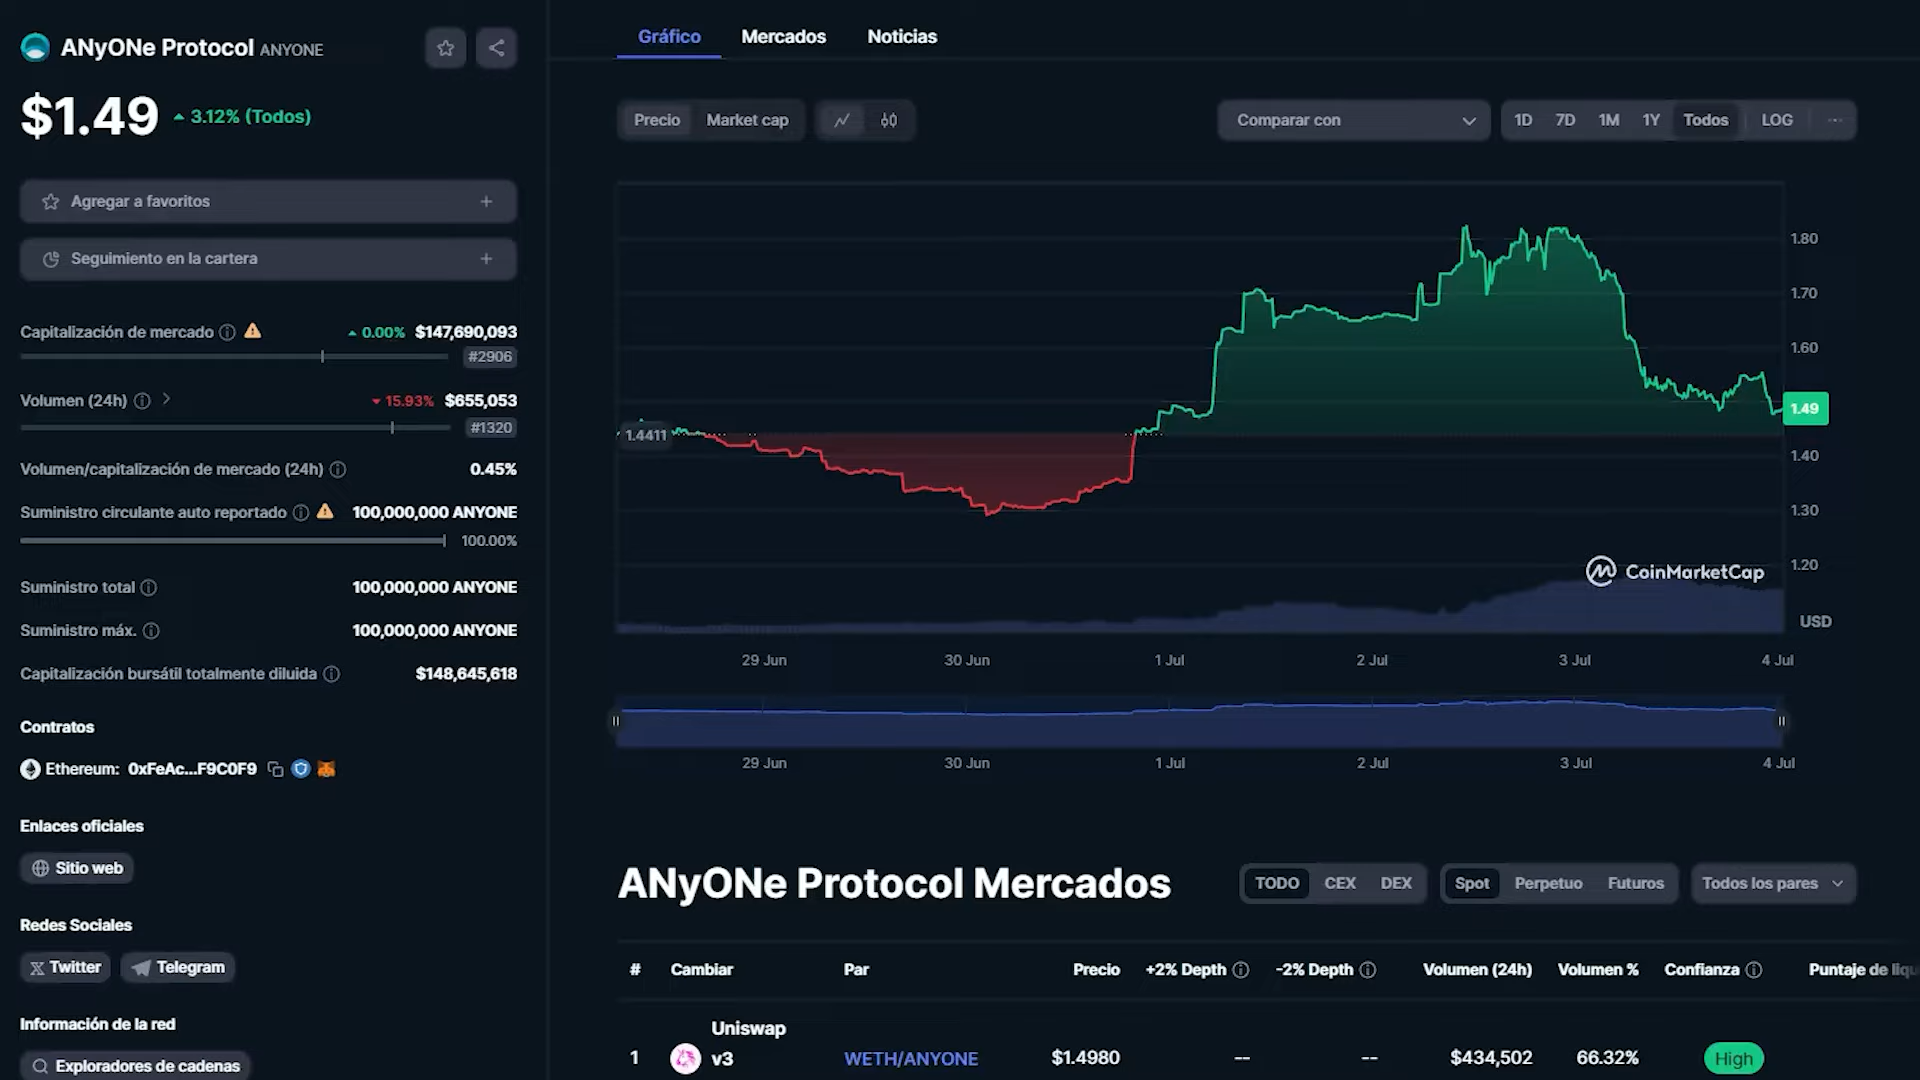 ANyONe Protocol ANYONE
$1.49 3.12% (Todos)
Agregar a favoritos
Seguimiento en la cartera
Capitalización de mercado 0.00% $147,690,093
#2906
Volumen (24h) 15.93% $655,053
#1320
Volumen/capitalización de mercado (24h) 0.45%
Suministro circulante auto reportado 100,000,000 ANYONE
100.00%
Suministro total 100,000,000 ANYONE
Suministro máx. 100,000,000 ANYONE
Capitalización bursátil totalmente diluida $148,645,618
Contratos
Ethereum: 0xFeAc...F9C0F9
Enlaces oficiales
Sitio web
Redes Sociales
Twitter Telegram
Información de la red
Exploradores de cadenas
Gráfico Mercados Noticias
Precio Market cap Comparar con 1D 7D 1M 1Y Todos LOG
1.80
1.70
1.60
1.49
1.4411
1.40
1.30
1.20
CoinMarketCap
USD
29 Jun 30 Jun 1 Jul 2 Jul 3 Jul 4 Jul
29 Jun 30 Jun 1 Jul 2 Jul 3 Jul 4 Jul
ANyONe Protocol Mercados TODO CEX DEX Spot Perpetuo Futuros Todos los pares
# Cambiar Par Precio +2% Depth -2% Depth Volumen (24h) Volumen % Confianza Puntaje de liqu
1 Uniswap v3 WETH/ANYONE $1.4980 -- -- $434,502 66.32% High